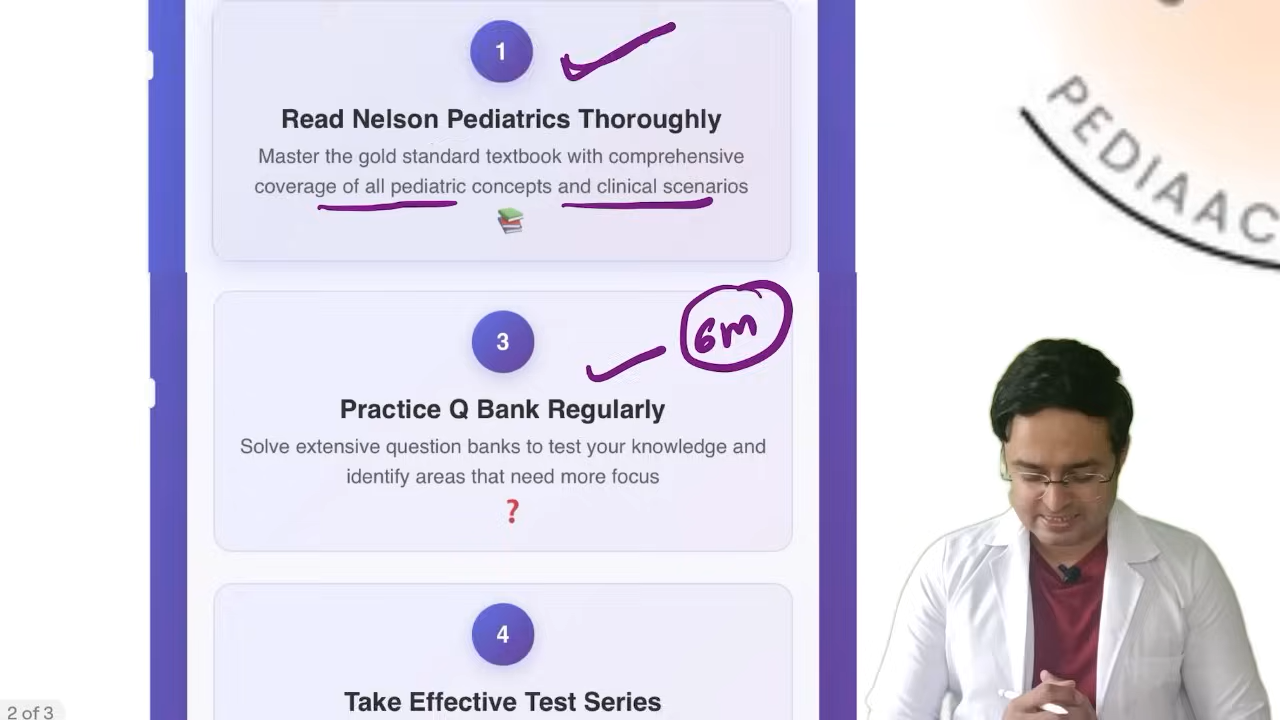 1
Read Nelson Pediatrics Thoroughly
Master the gold standard textbook with comprehensive
coverage of all pediatric concepts and clinical scenarios
3
6m
Practice Q Bank Regularly
Solve extensive question banks to test your knowledge and
identify areas that need more focus
?
4
Take Effective Test Series
2 of 3
PEDIAAC